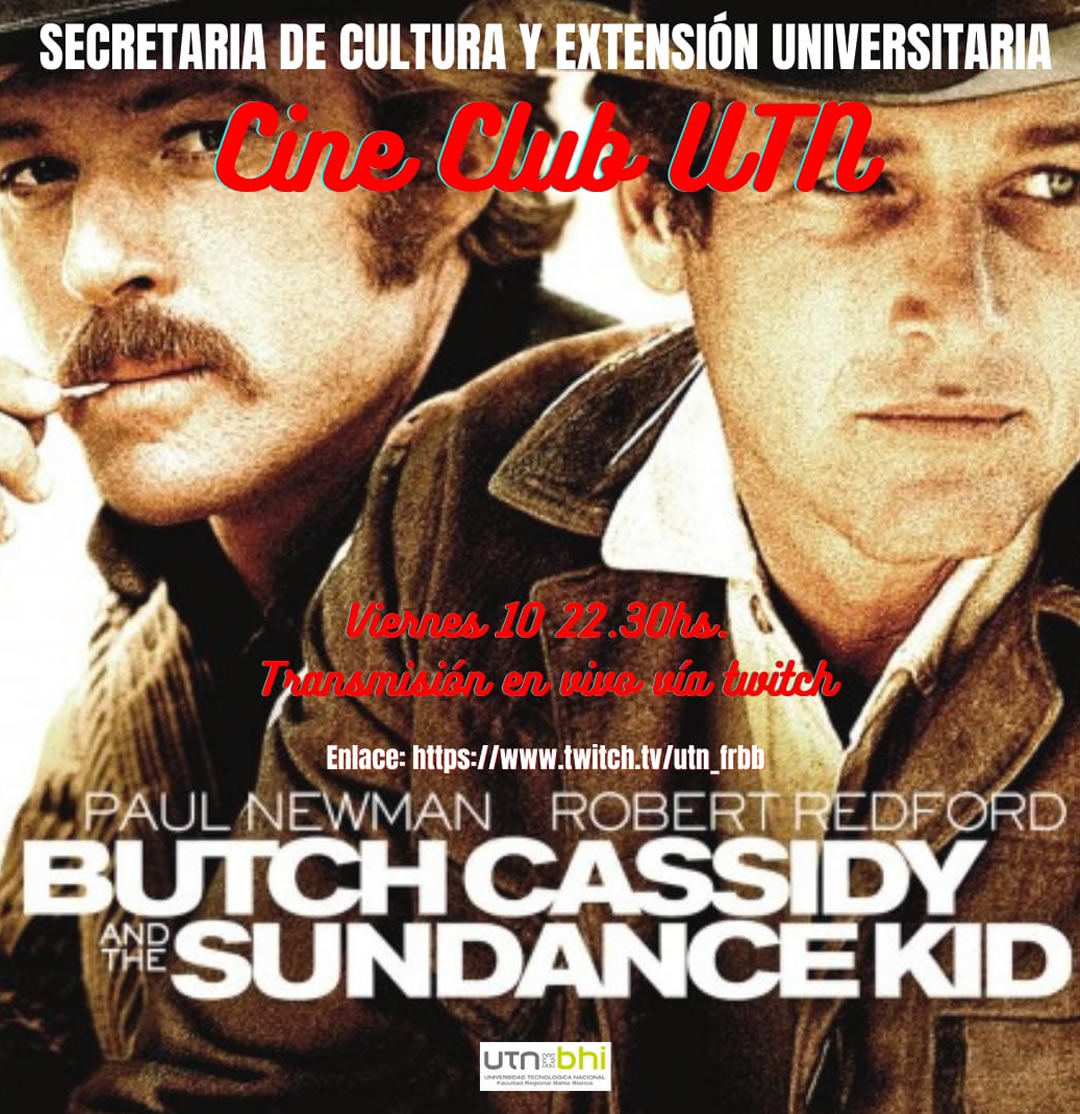 SECRETARIA DE CULTURA Y EXTENSIÓN UNIVERSITARIA
Cine Club UTN
Viernes 10 22.30hs.
Transmisión en vivo vía twitch
Enlace: https://www.twitch.tv/utn_frbb
PAUL NEWMAN ROBERT REDFORD
BUTCH CASSIDY
AND THE SUNDANCE KID
utn bhi
UNIVERSIDAD TECNOLOGICA NACIONAL
Facultad Regional Bahía Blanca